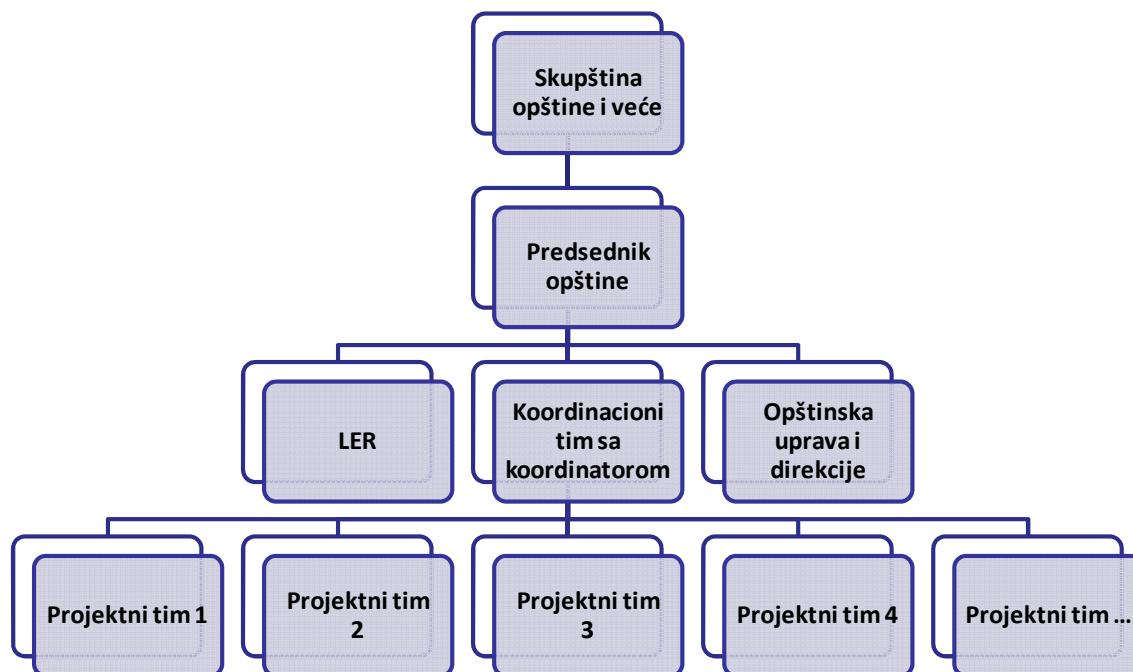 Skupština
opštine i veće
Predsednik
opštine
LER
Koordinacioni
tim sa
koordinatorom
Opštinska
uprava i
direkcije
Projektni tim 1
Projektni tim
2
Projektni tim
3
Projektni tim 4
Projektni tim ...